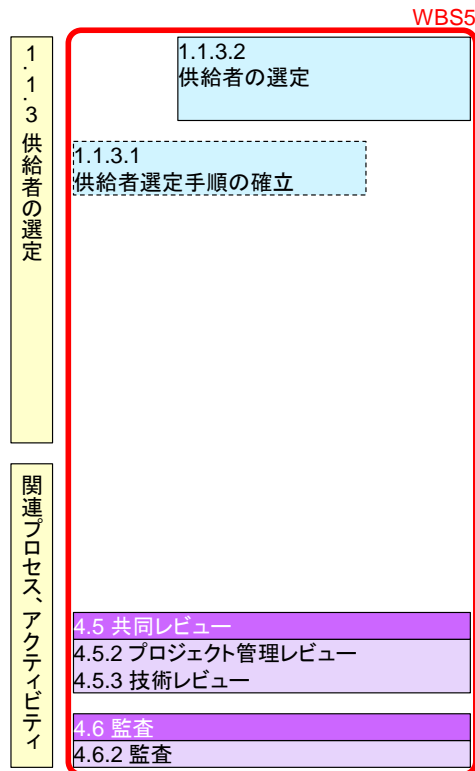 WBS5
1.1.3 供給者の選定
1.1.3.2
供給者の選定
1.1.3.1
供給者選定手順の確立
関連プロセス、アクティビティ
4.5 共同レビュー
4.5.2 プロジェクト管理レビュー
4.5.3 技術レビュー
4.6 監査
4.6.2 監査